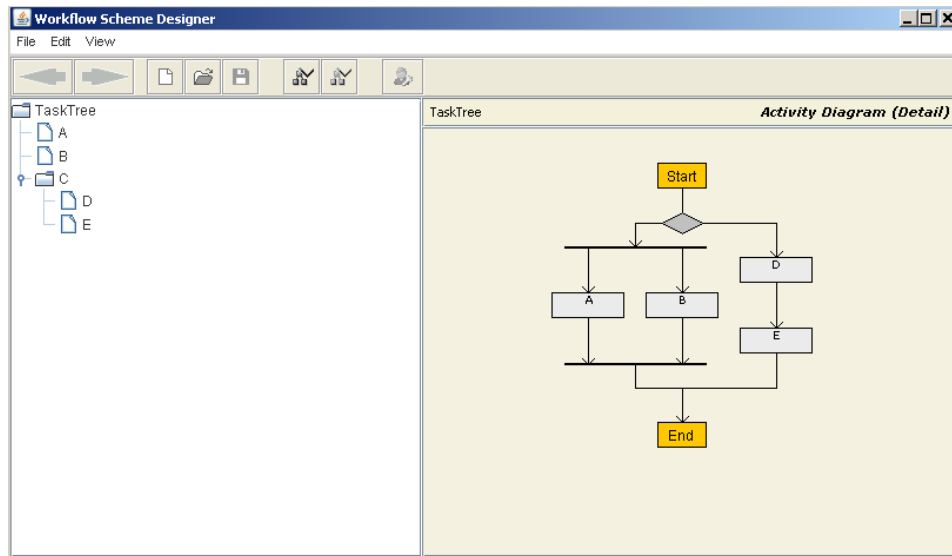 Workflow Scheme Designer
File Edit View
TaskTree
A
B
C
D
E
TaskTree Activity Diagram (Detail)
Start
D
A B
E
End